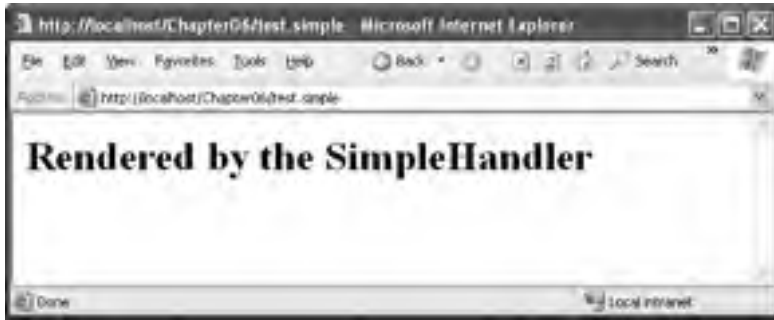 http://localhost/Chapter06/test.simple - Microsoft Internet Explorer
File Edit View Favorites Tools Help Back Search »
Address http://localhost/Chapter06/test.simple
Rendered by the SimpleHandler
Done Local intranet